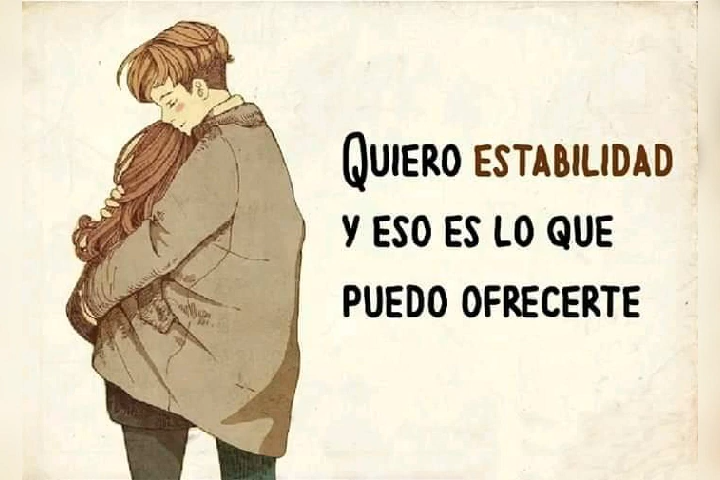 QUIERO ESTABILIDAD
Y ESO ES LO QUE
PUEDO OFRECERTE